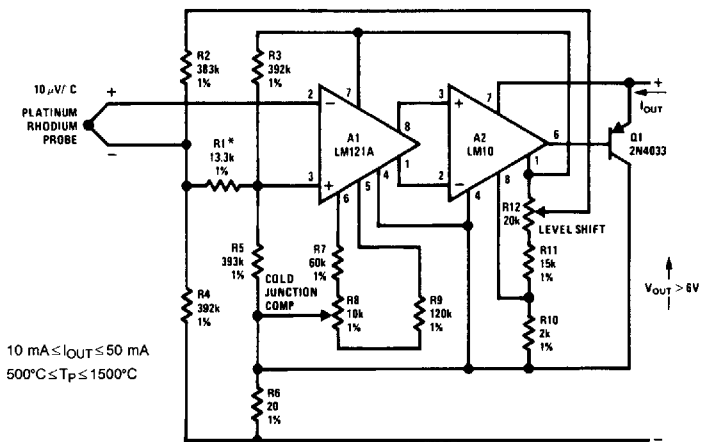 R2
383k
1%
R3
392k
1%
10 μV/ C
+
PLATINUM
RHODIUM
PROBE
−
2
−
7
A1
LM121A
8
1
3
+
4
5
6
3
+
7
A2
LM10
6
2
−
1
8
4
+
IOUT
Q1
2N4033
R1*
13.3k
1%
R12
20k
LEVEL SHIFT
R11
15k
1%
R5
393k
1%
COLD
JUNCTION
COMP
R7
60k
1%
R8
10k
1%
R9
120k
1%
R10
2k
1%
VOUT > 6V
R4
392k
1%
10 mA ≤ IOUT ≤ 50 mA
500°C ≤ TP ≤ 1500°C
R6
20
1%
−